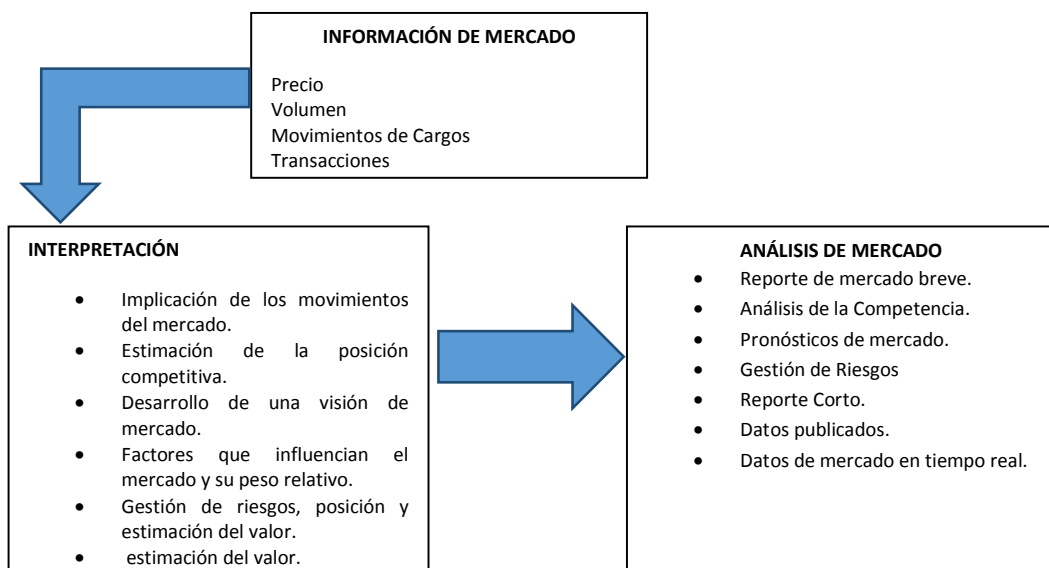 INFORMACIÓN DE MERCADO
Precio
Volumen
Movimientos de Cargos
Transacciones
INTERPRETACIÓN
• Implicación de los movimientos
del mercado.
• Estimación de la posición
competitiva.
• Desarrollo de una visión de
mercado.
• Factores que influencian el
mercado y su peso relativo.
• Gestión de riesgos, posición y
estimación del valor.
• estimación del valor.
ANÁLISIS DE MERCADO
• Reporte de mercado breve.
• Análisis de la Competencia.
• Pronósticos de mercado.
• Gestión de Riesgos
• Reporte Corto.
• Datos publicados.
• Datos de mercado en tiempo real.